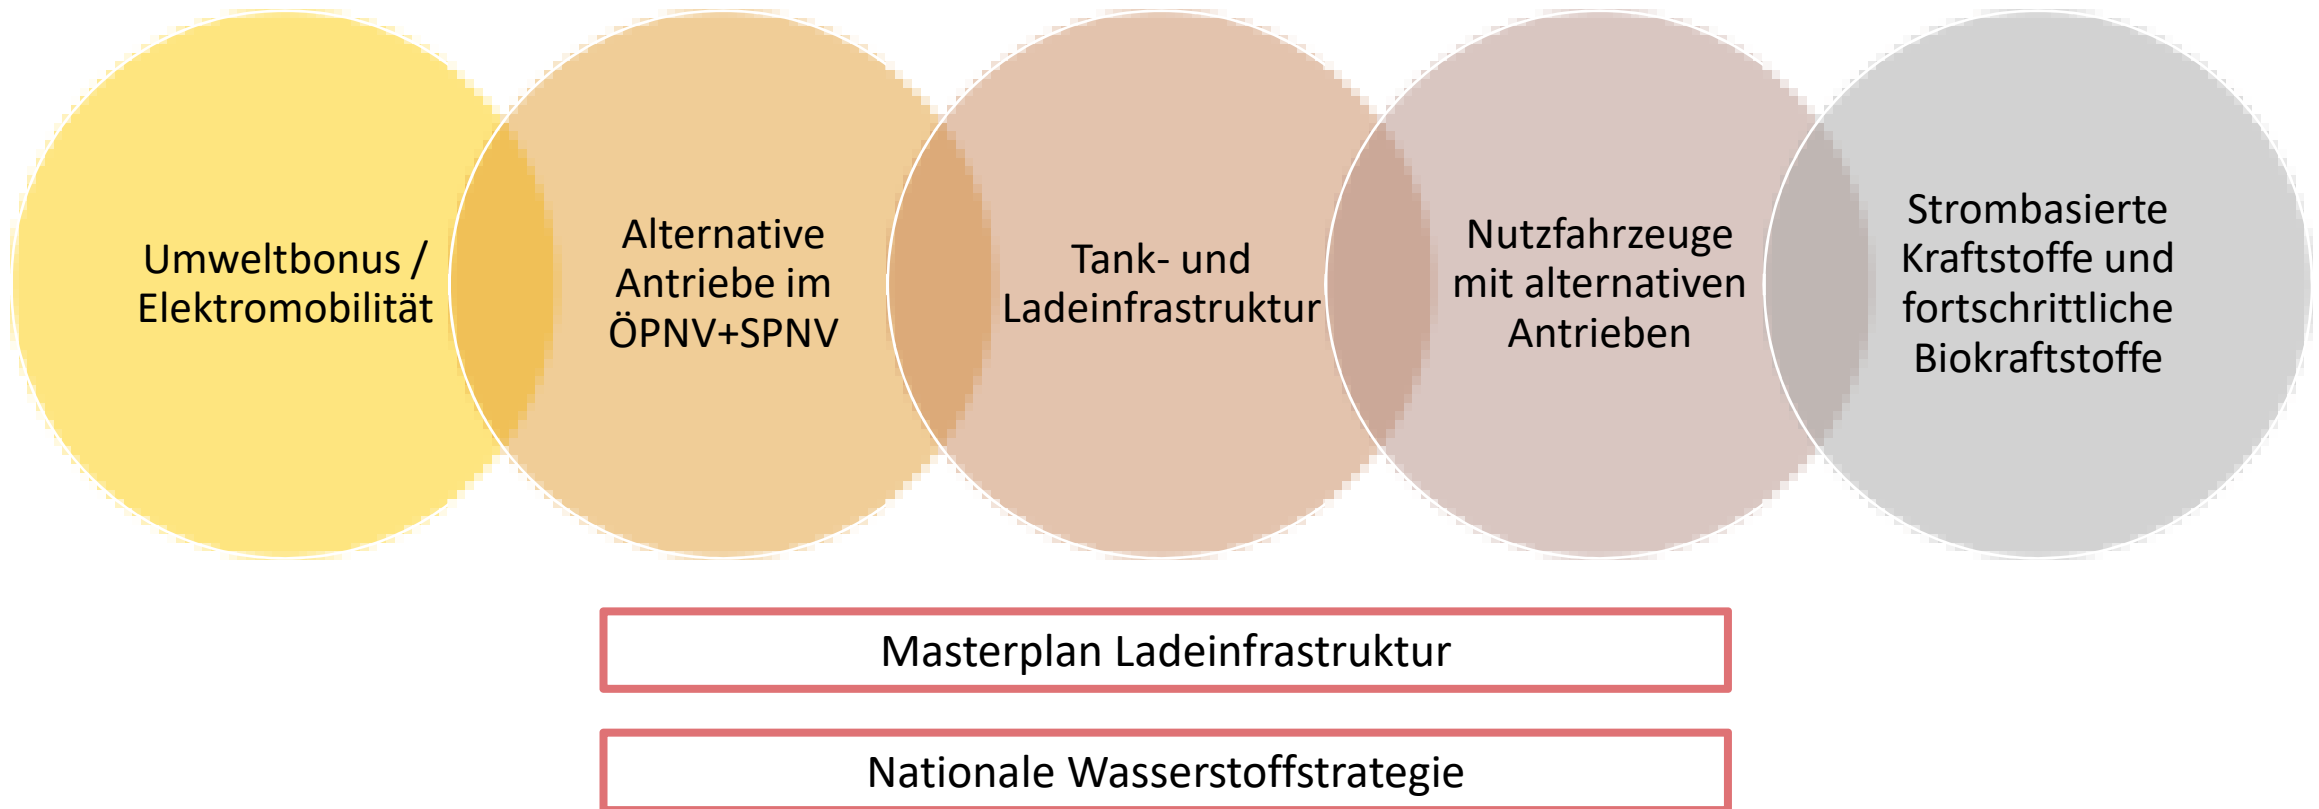 Umweltbonus /
Elektromobilität
Alternative
Antriebe im
ÖPNV+SPNV
Tank- und
Ladeinfrastruktur
Nutzfahrzeuge
mit alternativen
Antrieben
Strombasierte
Kraftstoffe und
fortschrittliche
Biokraftstoffe
Masterplan Ladeinfrastruktur
Nationale Wasserstoffstrategie